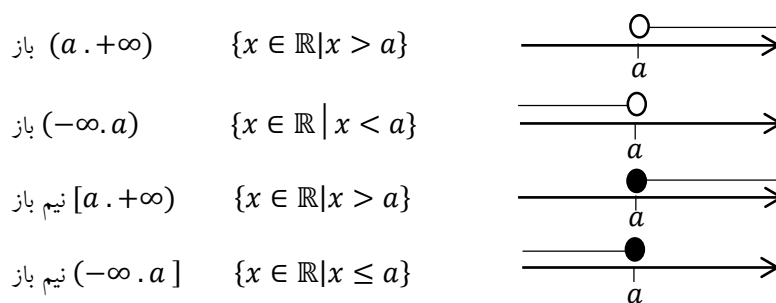 باز (a . +∞) {x ∈ ℝ|x > a} a
باز (−∞. a) {x ∈ ℝ | x < a} a
نیم باز [a . +∞) {x ∈ ℝ|x > a} a
نیم باز (−∞ . a ] {x ∈ ℝ|x ≤ a} a